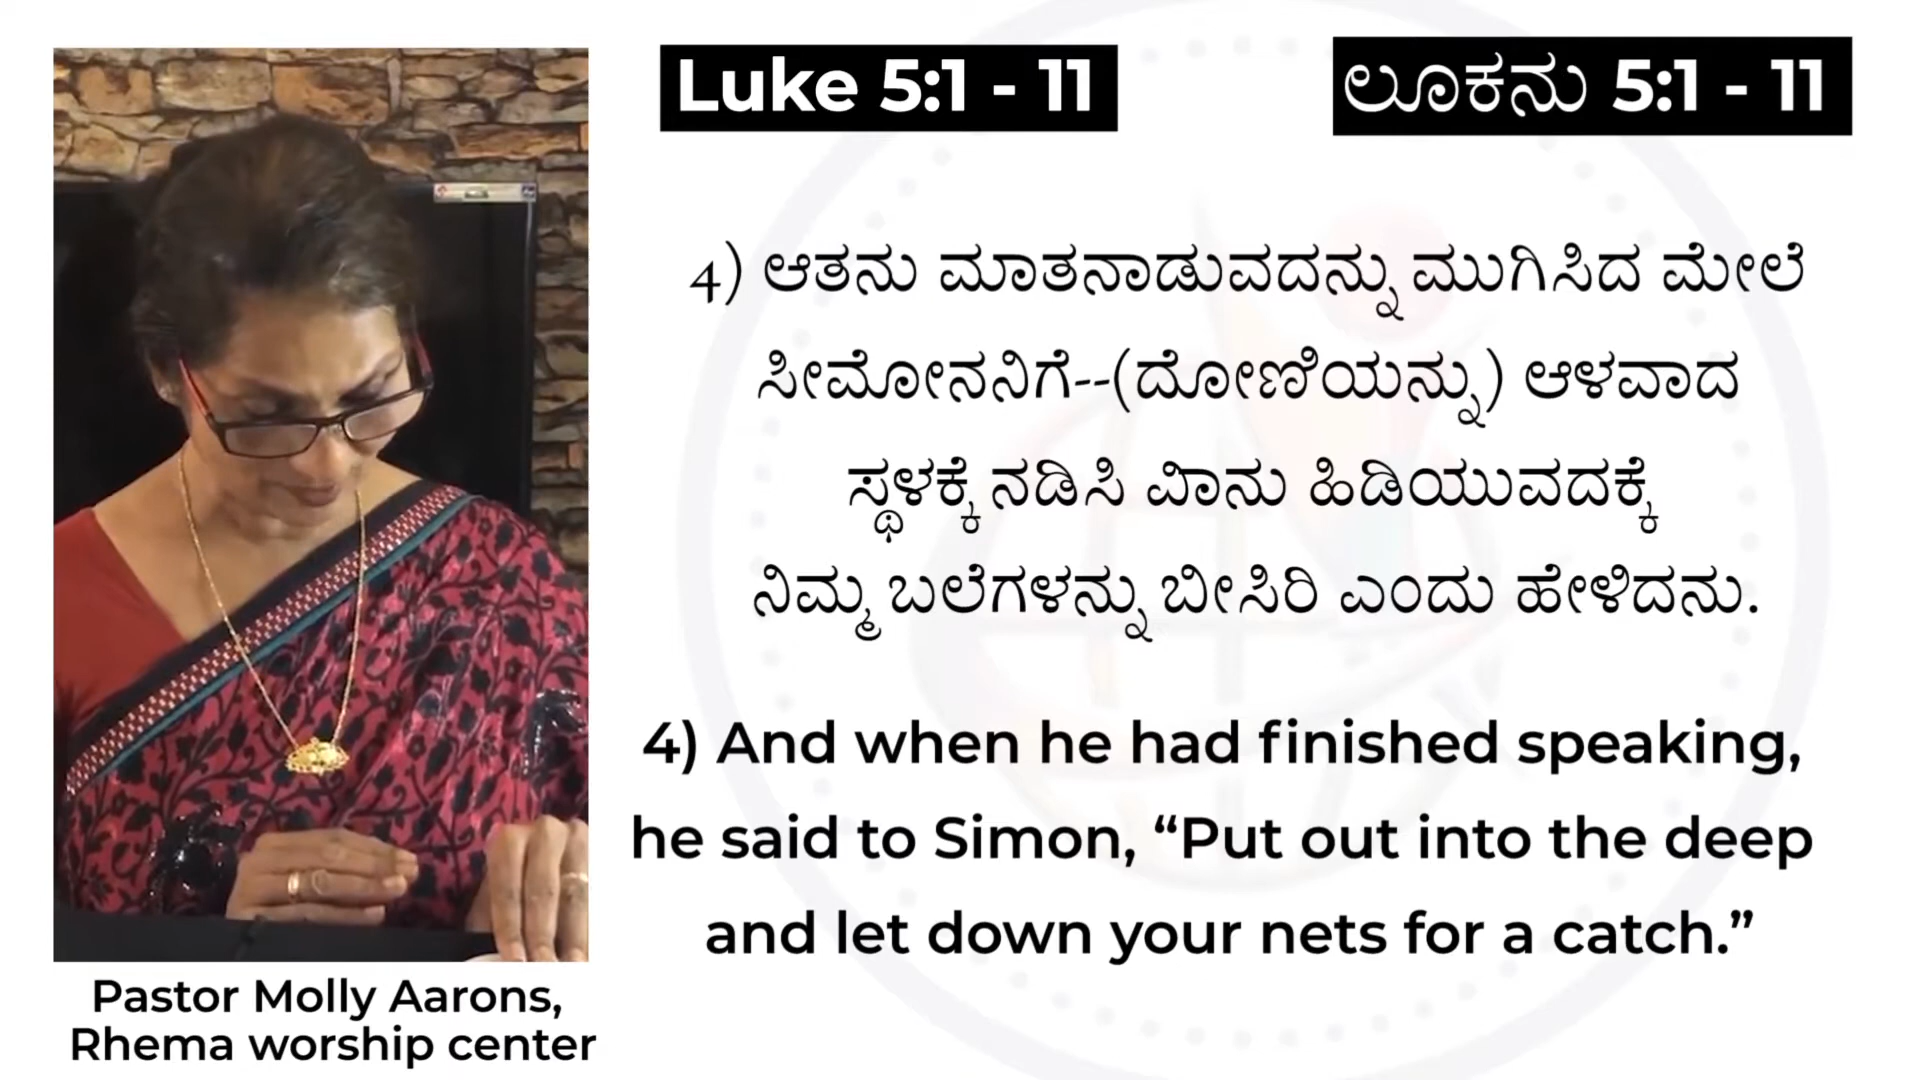 Luke 5:1 - 11
ಲೂಕನು 5:1 - 11
4) ಆತನು ಮಾತನಾಡುವದನ್ನು ಮುಗಿಸಿದ ಮೇಲೆ
ಸೀಮೋನನಿಗೆ--(ದೋಣಿಯನ್ನು) ಆಳವಾದ
ಸ್ಥಳಕ್ಕೆ ನಡಿಸಿ ವಿಾನು ಹಿಡಿಯುವದಕ್ಕೆ
ನಿಮ್ಮ ಬಲೆಗಳನ್ನು ಬೀಸಿರಿ ಎಂದು ಹೇಳಿದನು.
4) And when he had finished speaking,
he said to Simon, “Put out into the deep
and let down your nets for a catch.”
Pastor Molly Aarons,
Rhema worship center